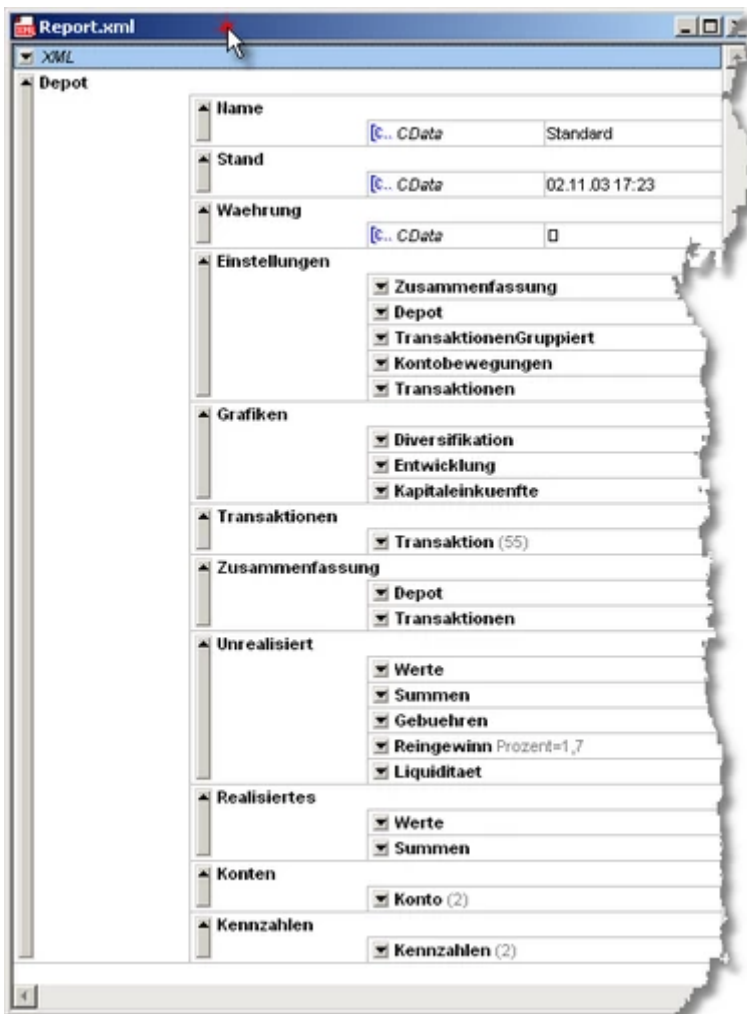 Report.xml
XML
Depot
Name
[c.. CData Standard
Stand
[c.. CData 02.11.03 17:23
Waehrung
[c.. CData
Einstellungen
Zusammenfassung
Depot
TransaktionenGruppiert
Kontobewegungen
Transaktionen
Grafiken
Diversifikation
Entwicklung
Kapitaleinkuenfte
Transaktionen
Transaktion (55)
Zusammenfassung
Depot
Transaktionen
Unrealisiert
Werte
Summen
Gebuehren
Reingewinn Prozent=1,7
Liquiditaet
Realisiertes
Werte
Summen
Konten
Konto (2)
Kennzahlen
Kennzahlen (2)